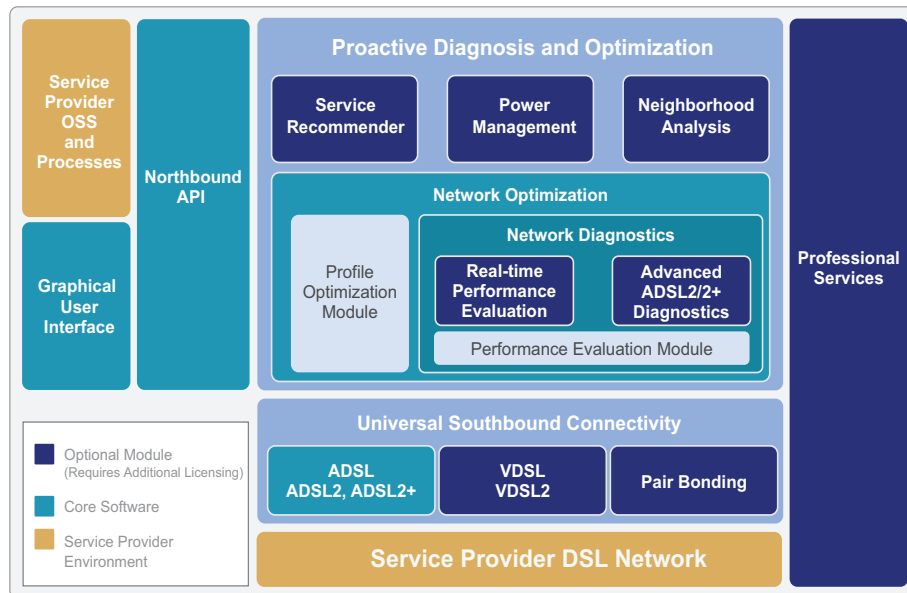 Service
Provider
OSS
and
Processes
Graphical
User
Interface
Northbound
API
Proactive Diagnosis and Optimization
Service
Recommender
Power
Management
Neighborhood
Analysis
Network Optimization
Profile
Optimization
Module
Network Diagnostics
Real-time
Performance
Evaluation
Advanced
ADSL2/2+
Diagnostics
Performance Evaluation Module
Universal Southbound Connectivity
ADSL
ADSL2, ADSL2+
VDSL
VDSL2
Pair Bonding
Service Provider DSL Network
Professional
Services
Optional Module
(Requires Additional Licensing)
Core Software
Service Provider
Environment